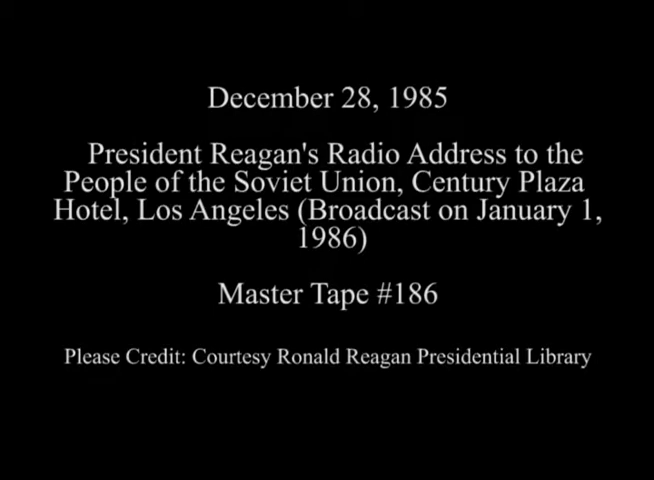 December 28, 1985
President Reagan's Radio Address to the
People of the Soviet Union, Century Plaza
Hotel, Los Angeles (Broadcast on January 1,
1986)
Master Tape #186
Please Credit: Courtesy Ronald Reagan Presidential Library